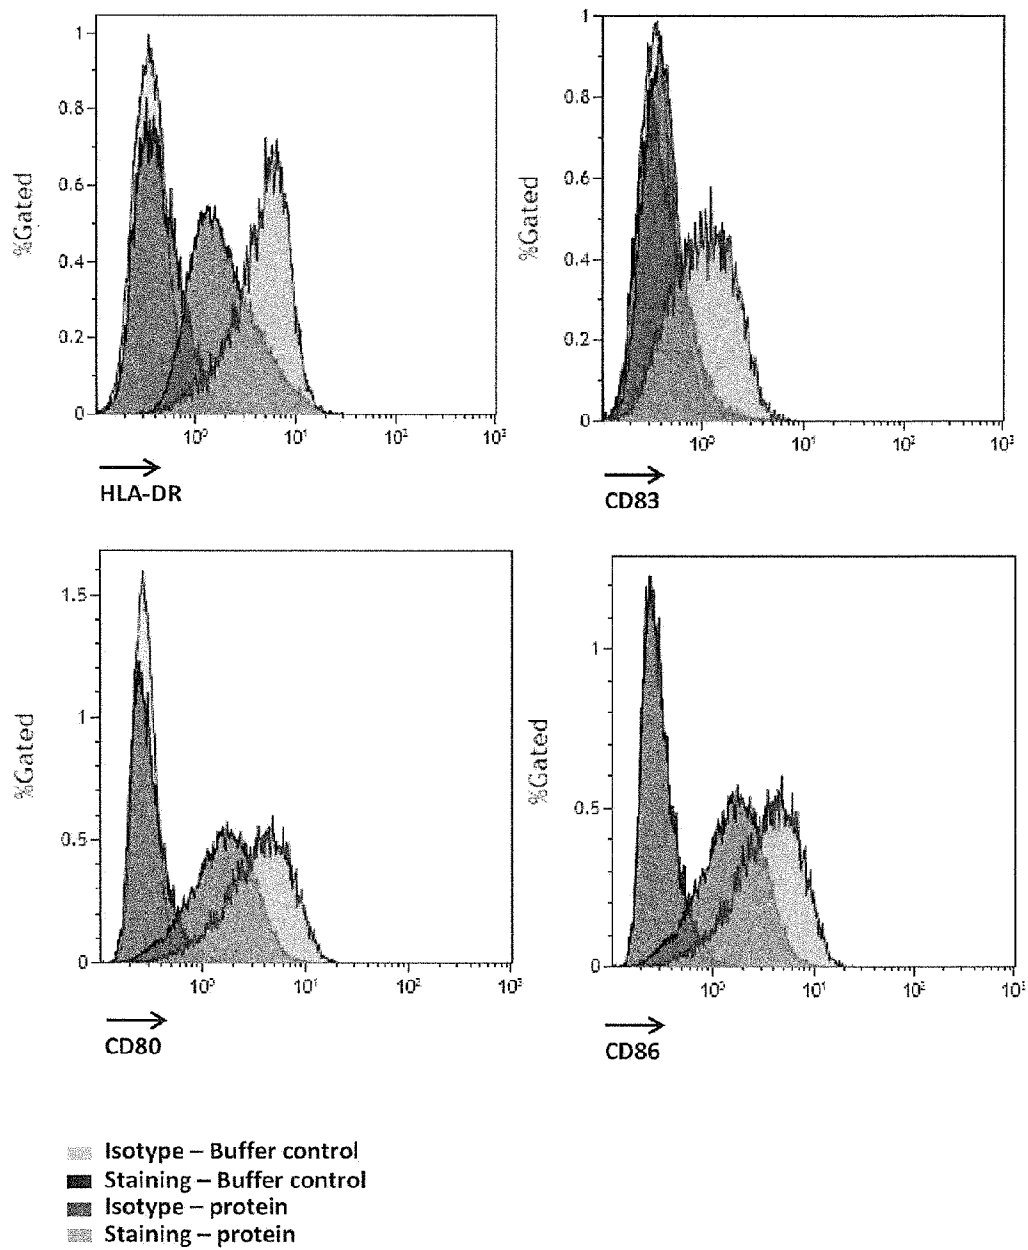 1
0.8
0.6
0.4
0.2
0
%Gated
10⁰
10¹
10²
10³
HLA-DR
1
0.8
0.6
0.4
0.2
0
%Gated
10⁰
10¹
10²
10³
CD83
1.5
1
0.5
0
%Gated
10⁰
10¹
10²
10³
CD80
1
0.5
0
%Gated
10⁰
10¹
10²
10³
CD86
Isotype – Buffer control
Staining – Buffer control
Isotype – protein
Staining – protein